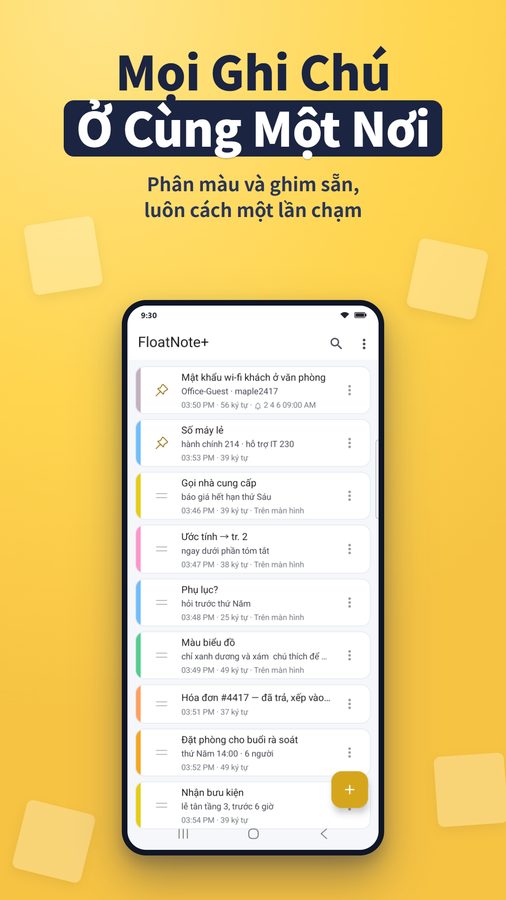 Mọi Ghi Chú
Ở Cùng Một Nơi
Phân màu và ghim sẵn,
luôn cách một lần chạm
9:30
FloatNote+
Mật khẩu wi-fi khách ở văn phòng
Office-Guest · maple2417
03:50 PM · 56 ký tự · 2 4 6 09:00 AM
Số máy lẻ
hành chính 214 · hỗ trợ IT 230
03:53 PM · 39 ký tự
Gọi nhà cung cấp
báo giá hết hạn thứ Sáu
03:46 PM · 39 ký tự · Trên màn hình
Ước tính → tr. 2
ngay dưới phần tóm tắt
03:47 PM · 38 ký tự · Trên màn hình
Phụ lục?
hỏi trước thứ Năm
03:48 PM · 25 ký tự · Trên màn hình
Màu biểu đồ
chỉ xanh dương và xám chú thích để ...
03:49 PM · 49 ký tự · Trên màn hình
Hóa đơn #4417 — đã trả, xếp vào...
03:51 PM · 37 ký tự
Đặt phòng cho buổi rà soát
thứ Năm 14:00 · 6 người
03:52 PM · 49 ký tự
Nhận bưu kiện
lễ tân tầng 3, trước 6 giờ
03:54 PM · 39 ký tự